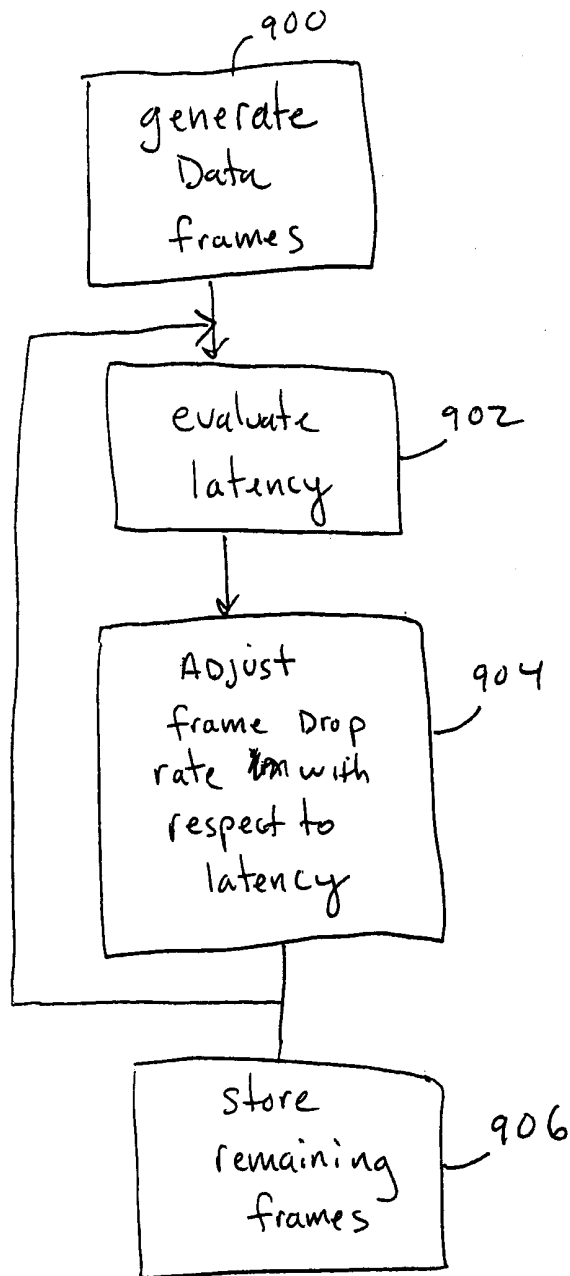 900
generate
Data
frames
evaluate
latency
902
ADjust
frame Drop
rate with
respect to
latency
904
store
remaining
frames
906